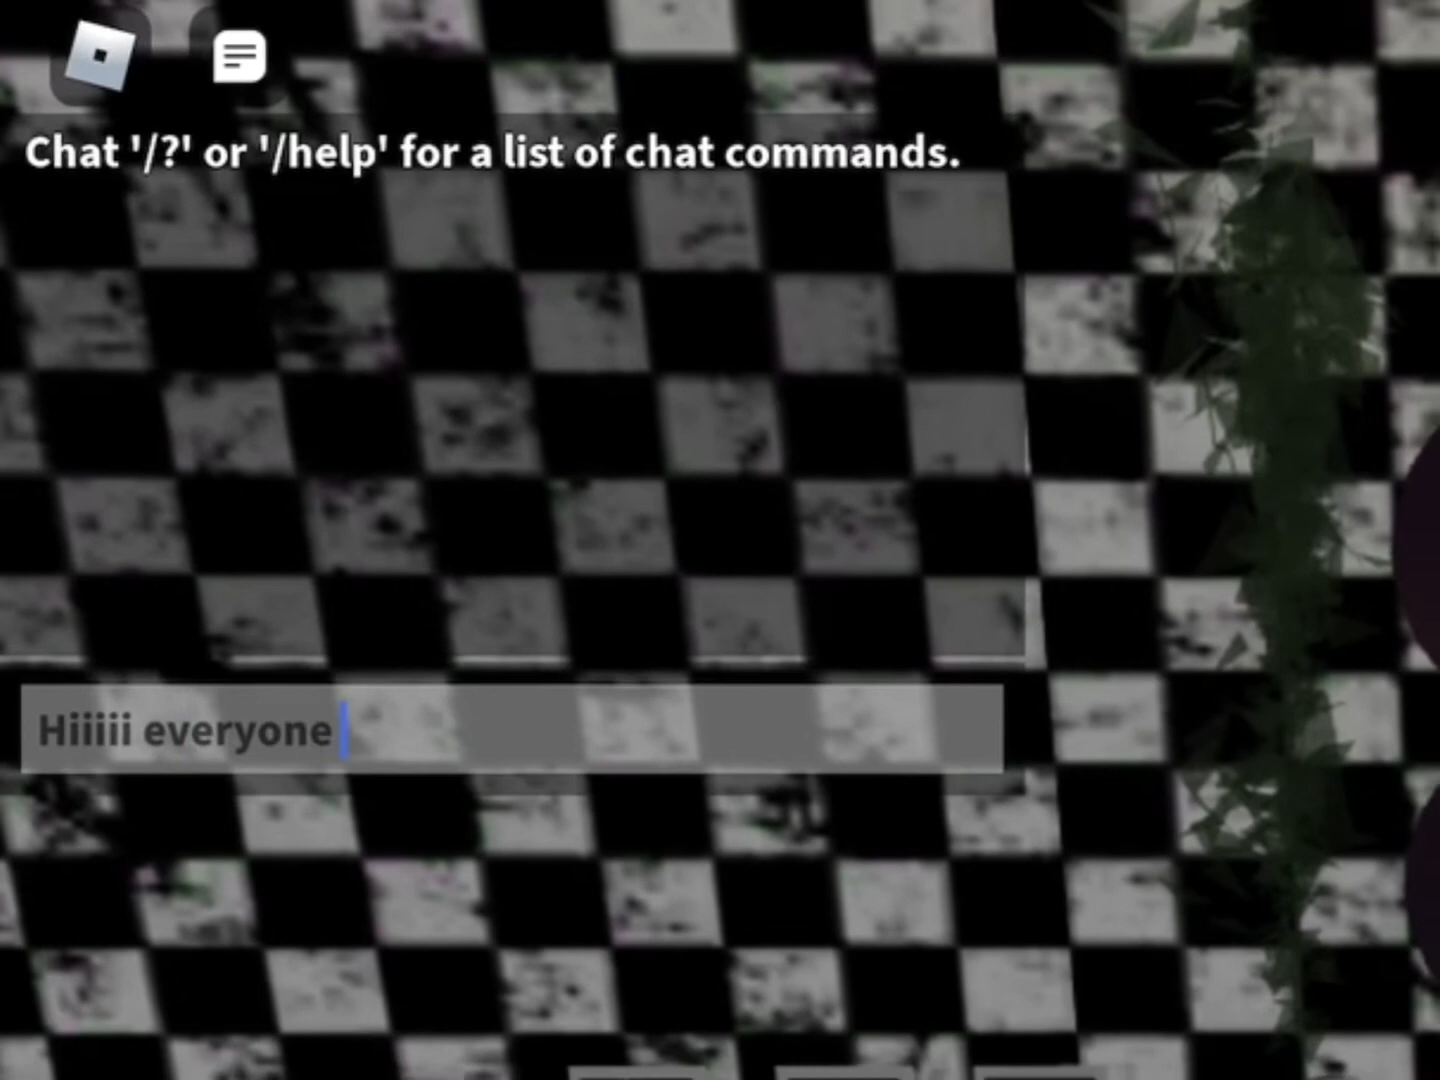 Chat '/?' or '/help' for a list of chat commands.
Hiiiii everyone